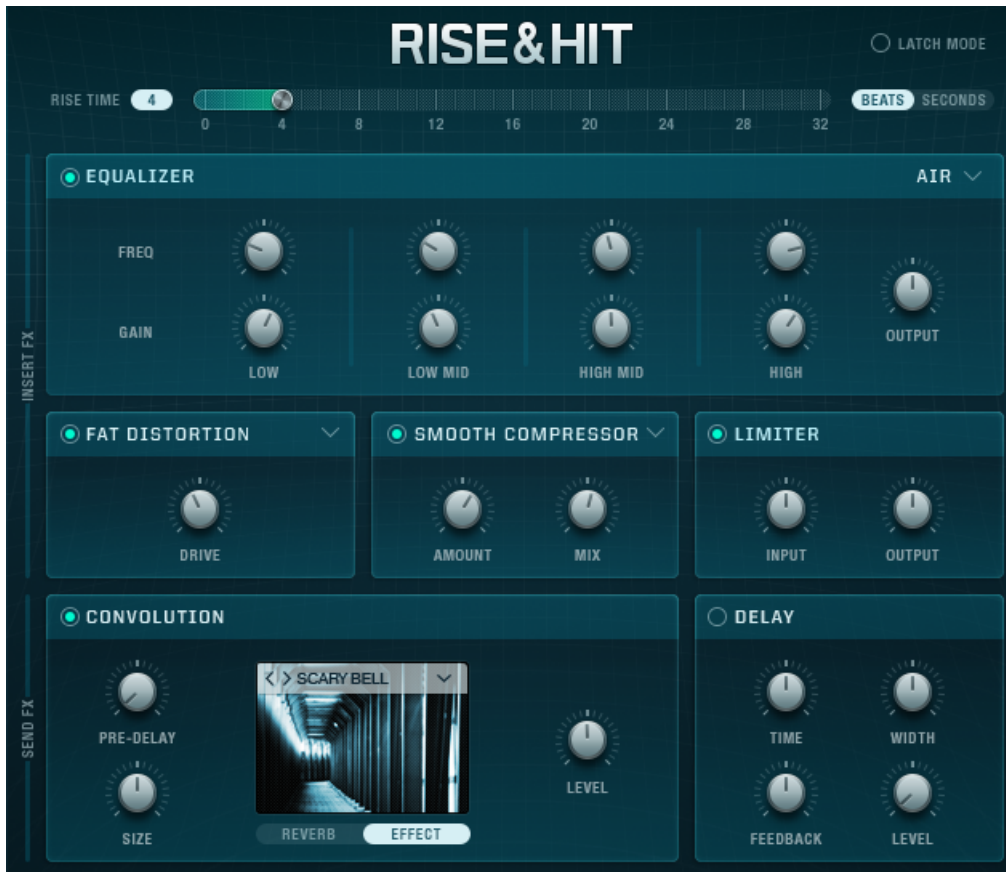 RISE&HIT
LATCH MODE
RISE TIME 4
BEATS SECONDS
0 4 8 12 16 20 24 28 32
INSERT FX
EQUALIZER
AIR
FREQ
GAIN
LOW LOW MID HIGH MID HIGH
OUTPUT
FAT DISTORTION
DRIVE
SMOOTH COMPRESSOR
AMOUNT MIX
LIMITER
INPUT OUTPUT
SEND FX
CONVOLUTION
PRE-DELAY
SIZE
< > SCARY BELL
REVERB EFFECT
LEVEL
DELAY
TIME WIDTH
FEEDBACK LEVEL